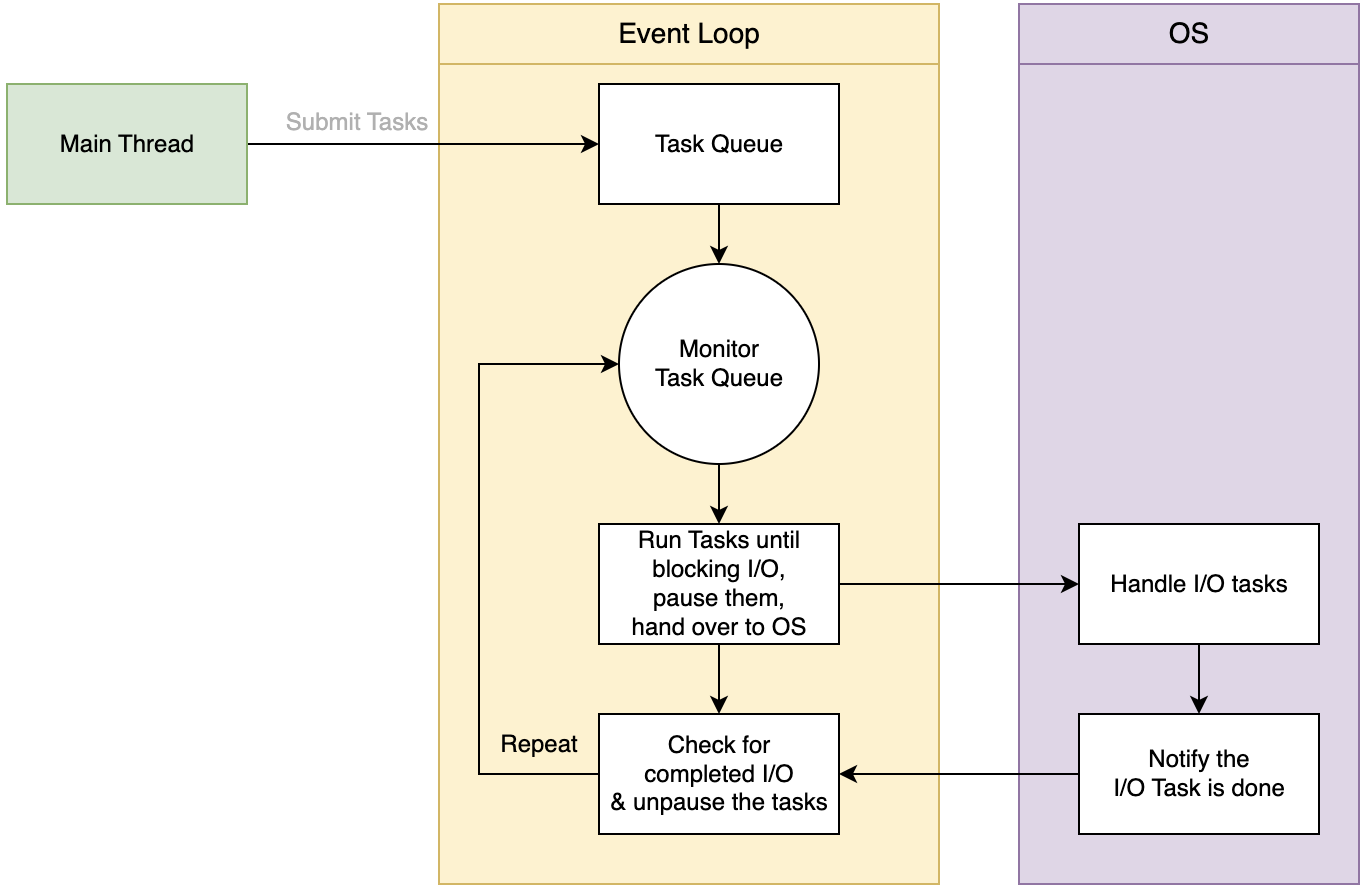 Event Loop
OS
Main Thread
Submit Tasks
Task Queue
Monitor
Task Queue
Run Tasks until
blocking I/O,
pause them,
hand over to OS
Handle I/O tasks
Repeat
Check for
completed I/O
& unpause the tasks
Notify the
I/O Task is done